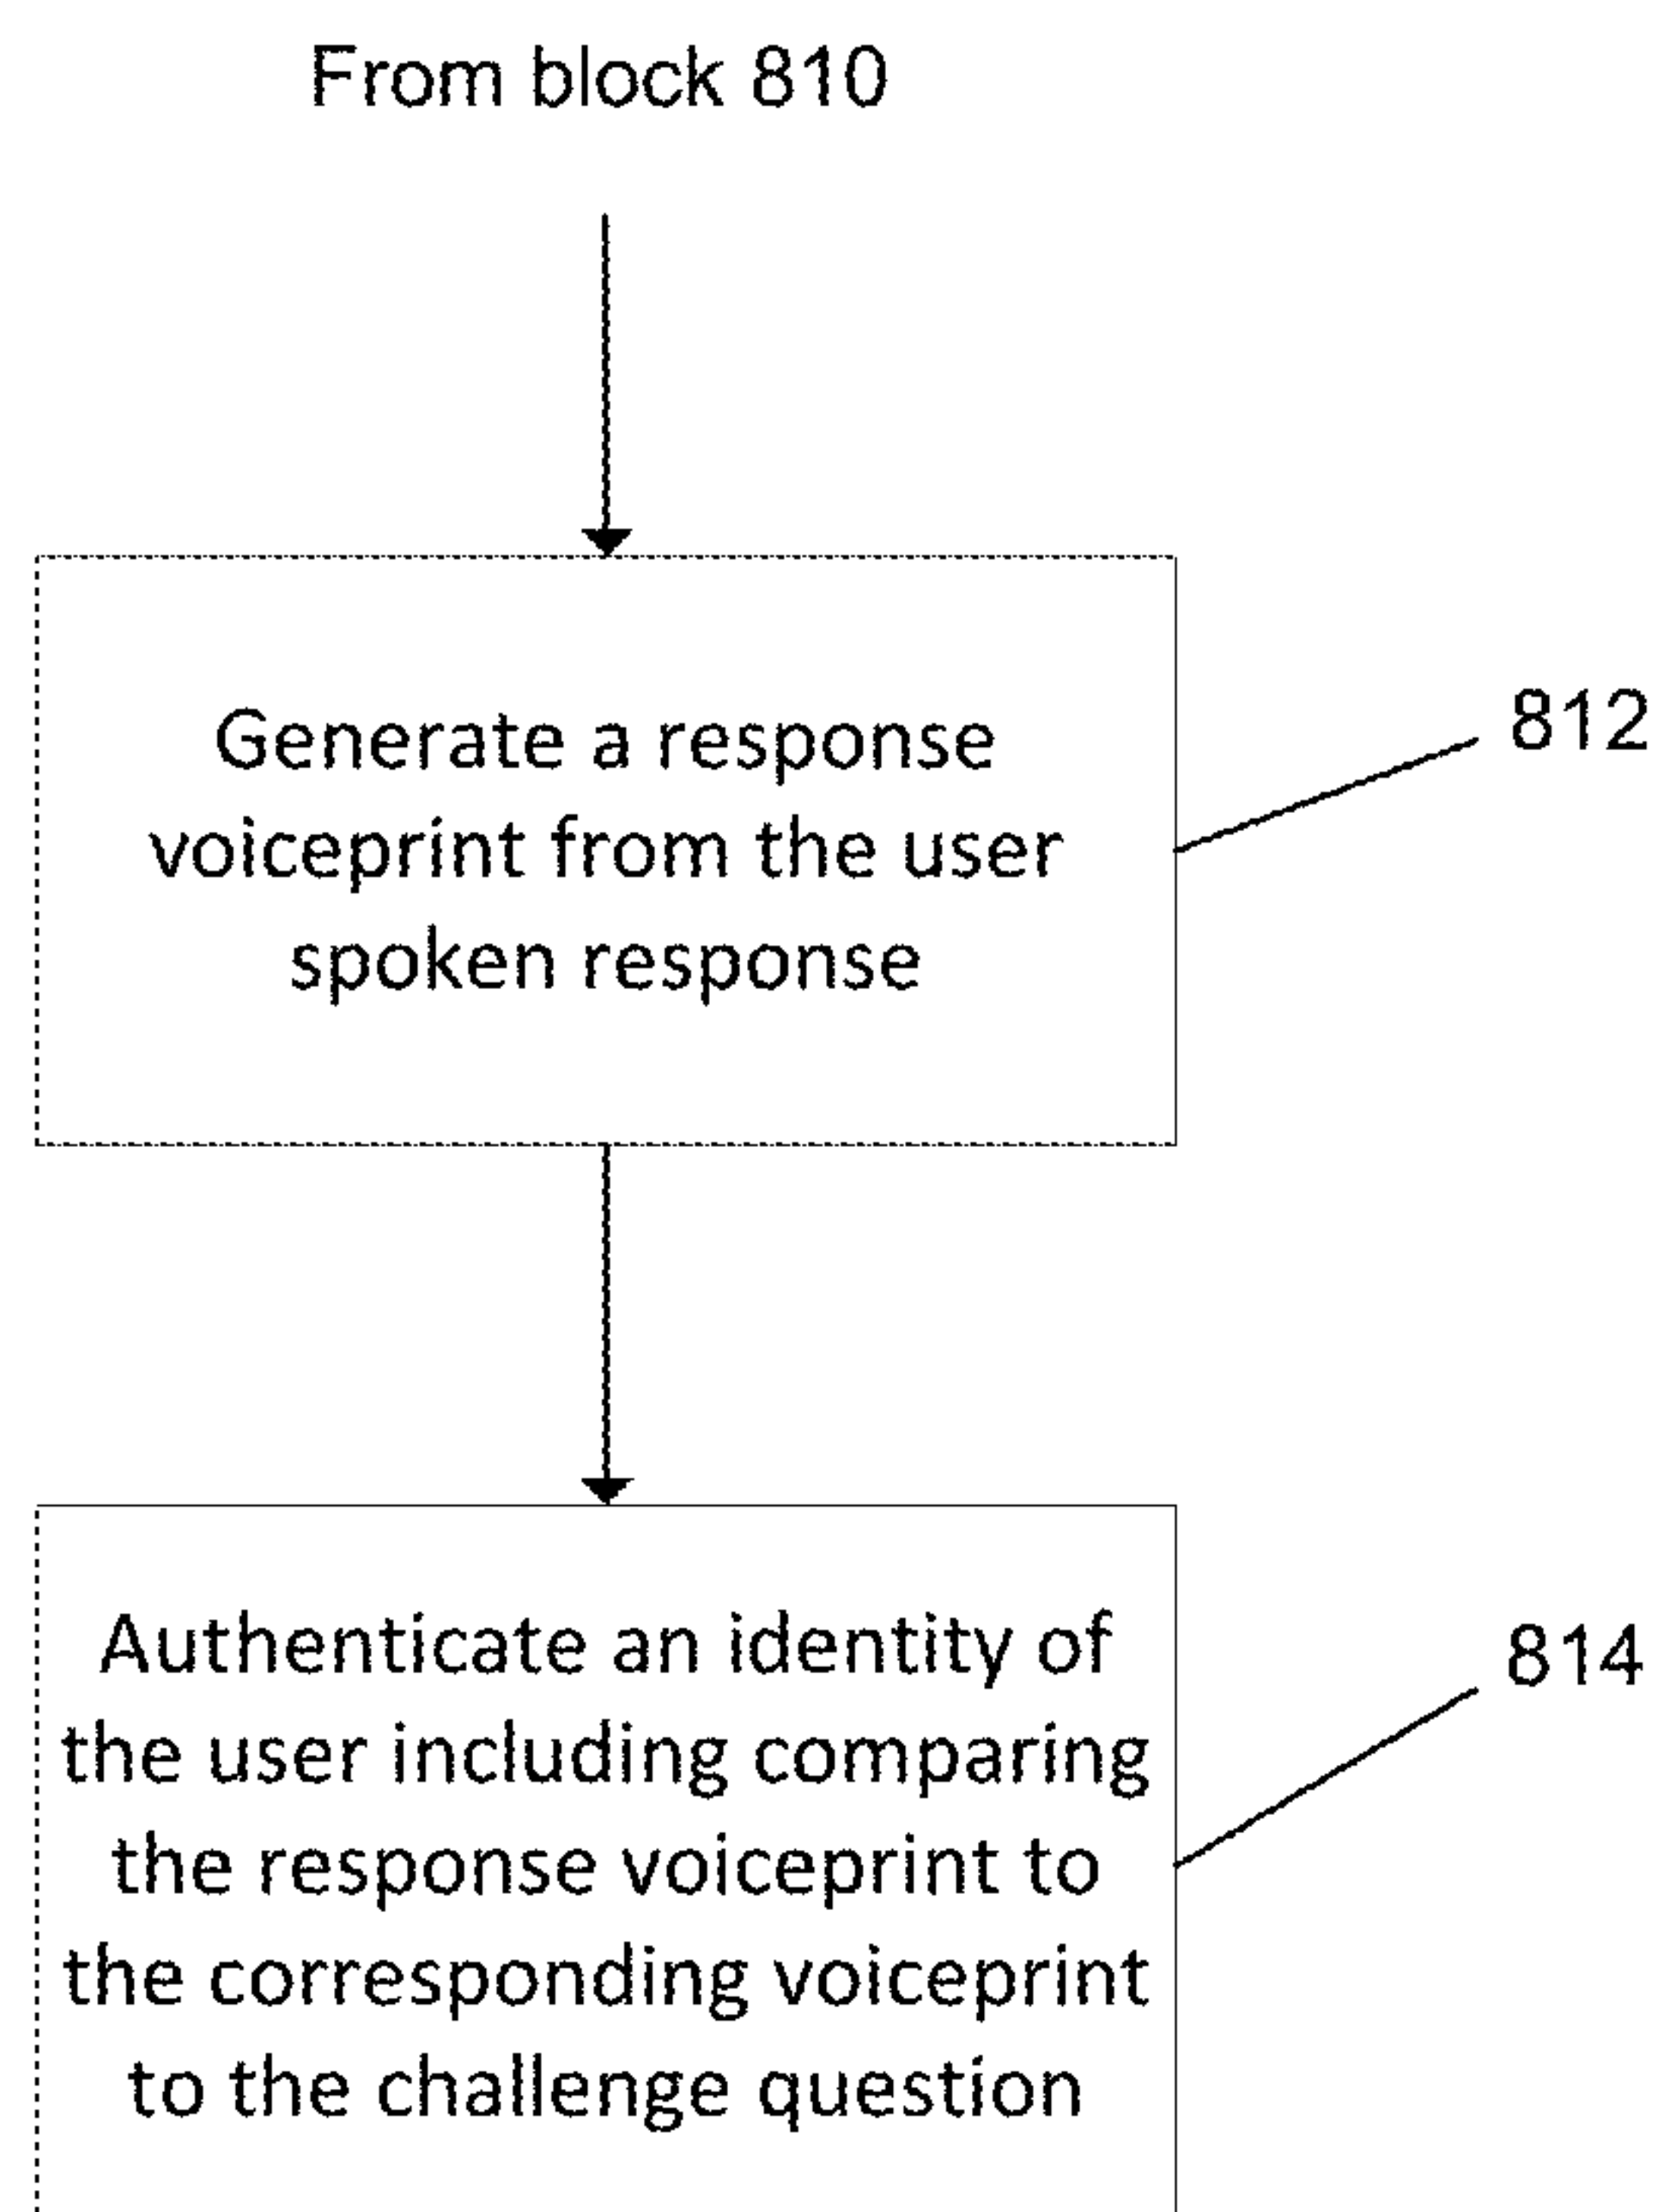 From block 810
Generate a response
voiceprint from the user
spoken response
812
Authenticate an identity of
the user including comparing
the response voiceprint to
the corresponding voiceprint
to the challenge question
814